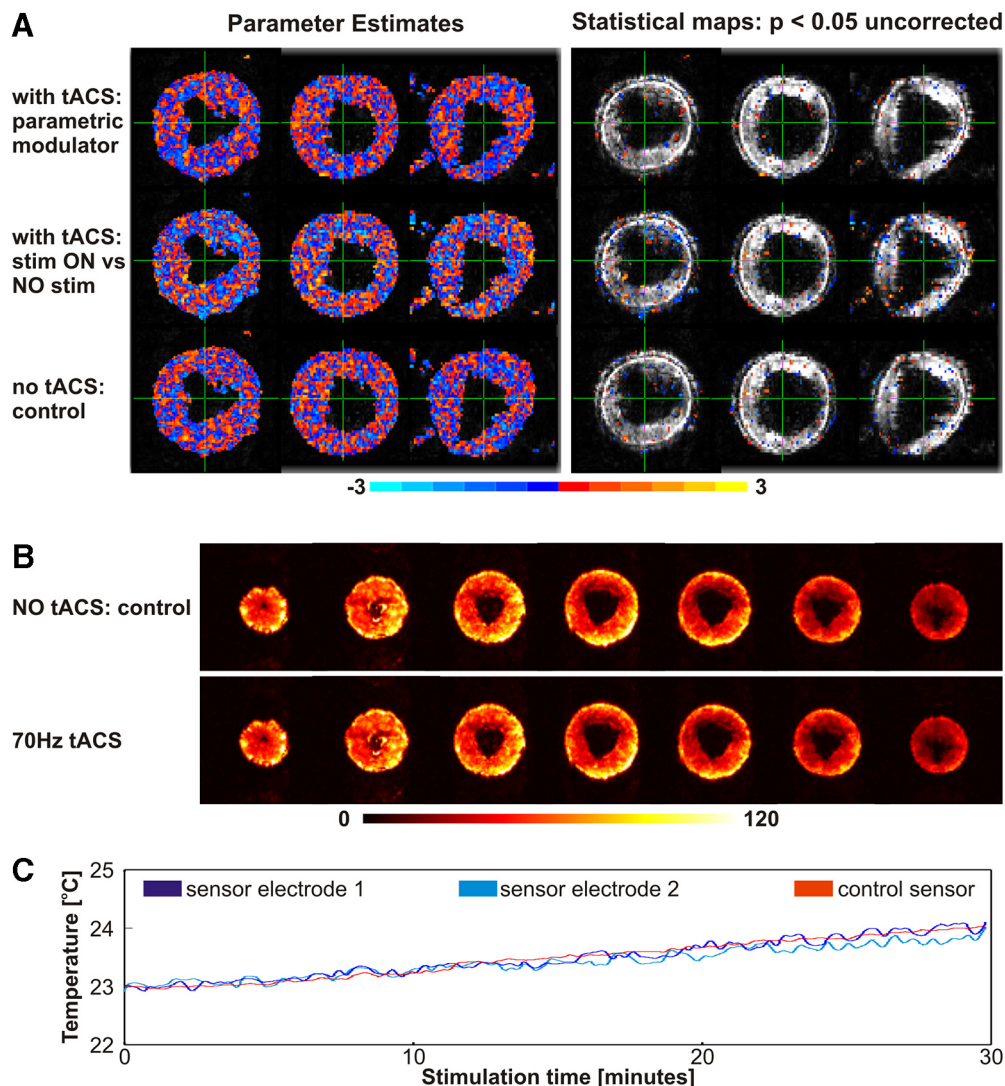 A
Parameter Estimates
Statistical maps: p < 0.05 uncorrected
with tACS:
parametric
modulator
with tACS:
stim ON vs
NO stim
no tACS:
control
-3
3
B
NO tACS: control
70Hz tACS
0
120
C
Temperature [°C]
25
24
23
22
sensor electrode 1
sensor electrode 2
control sensor
0
10
20
30
Stimulation time [minutes]